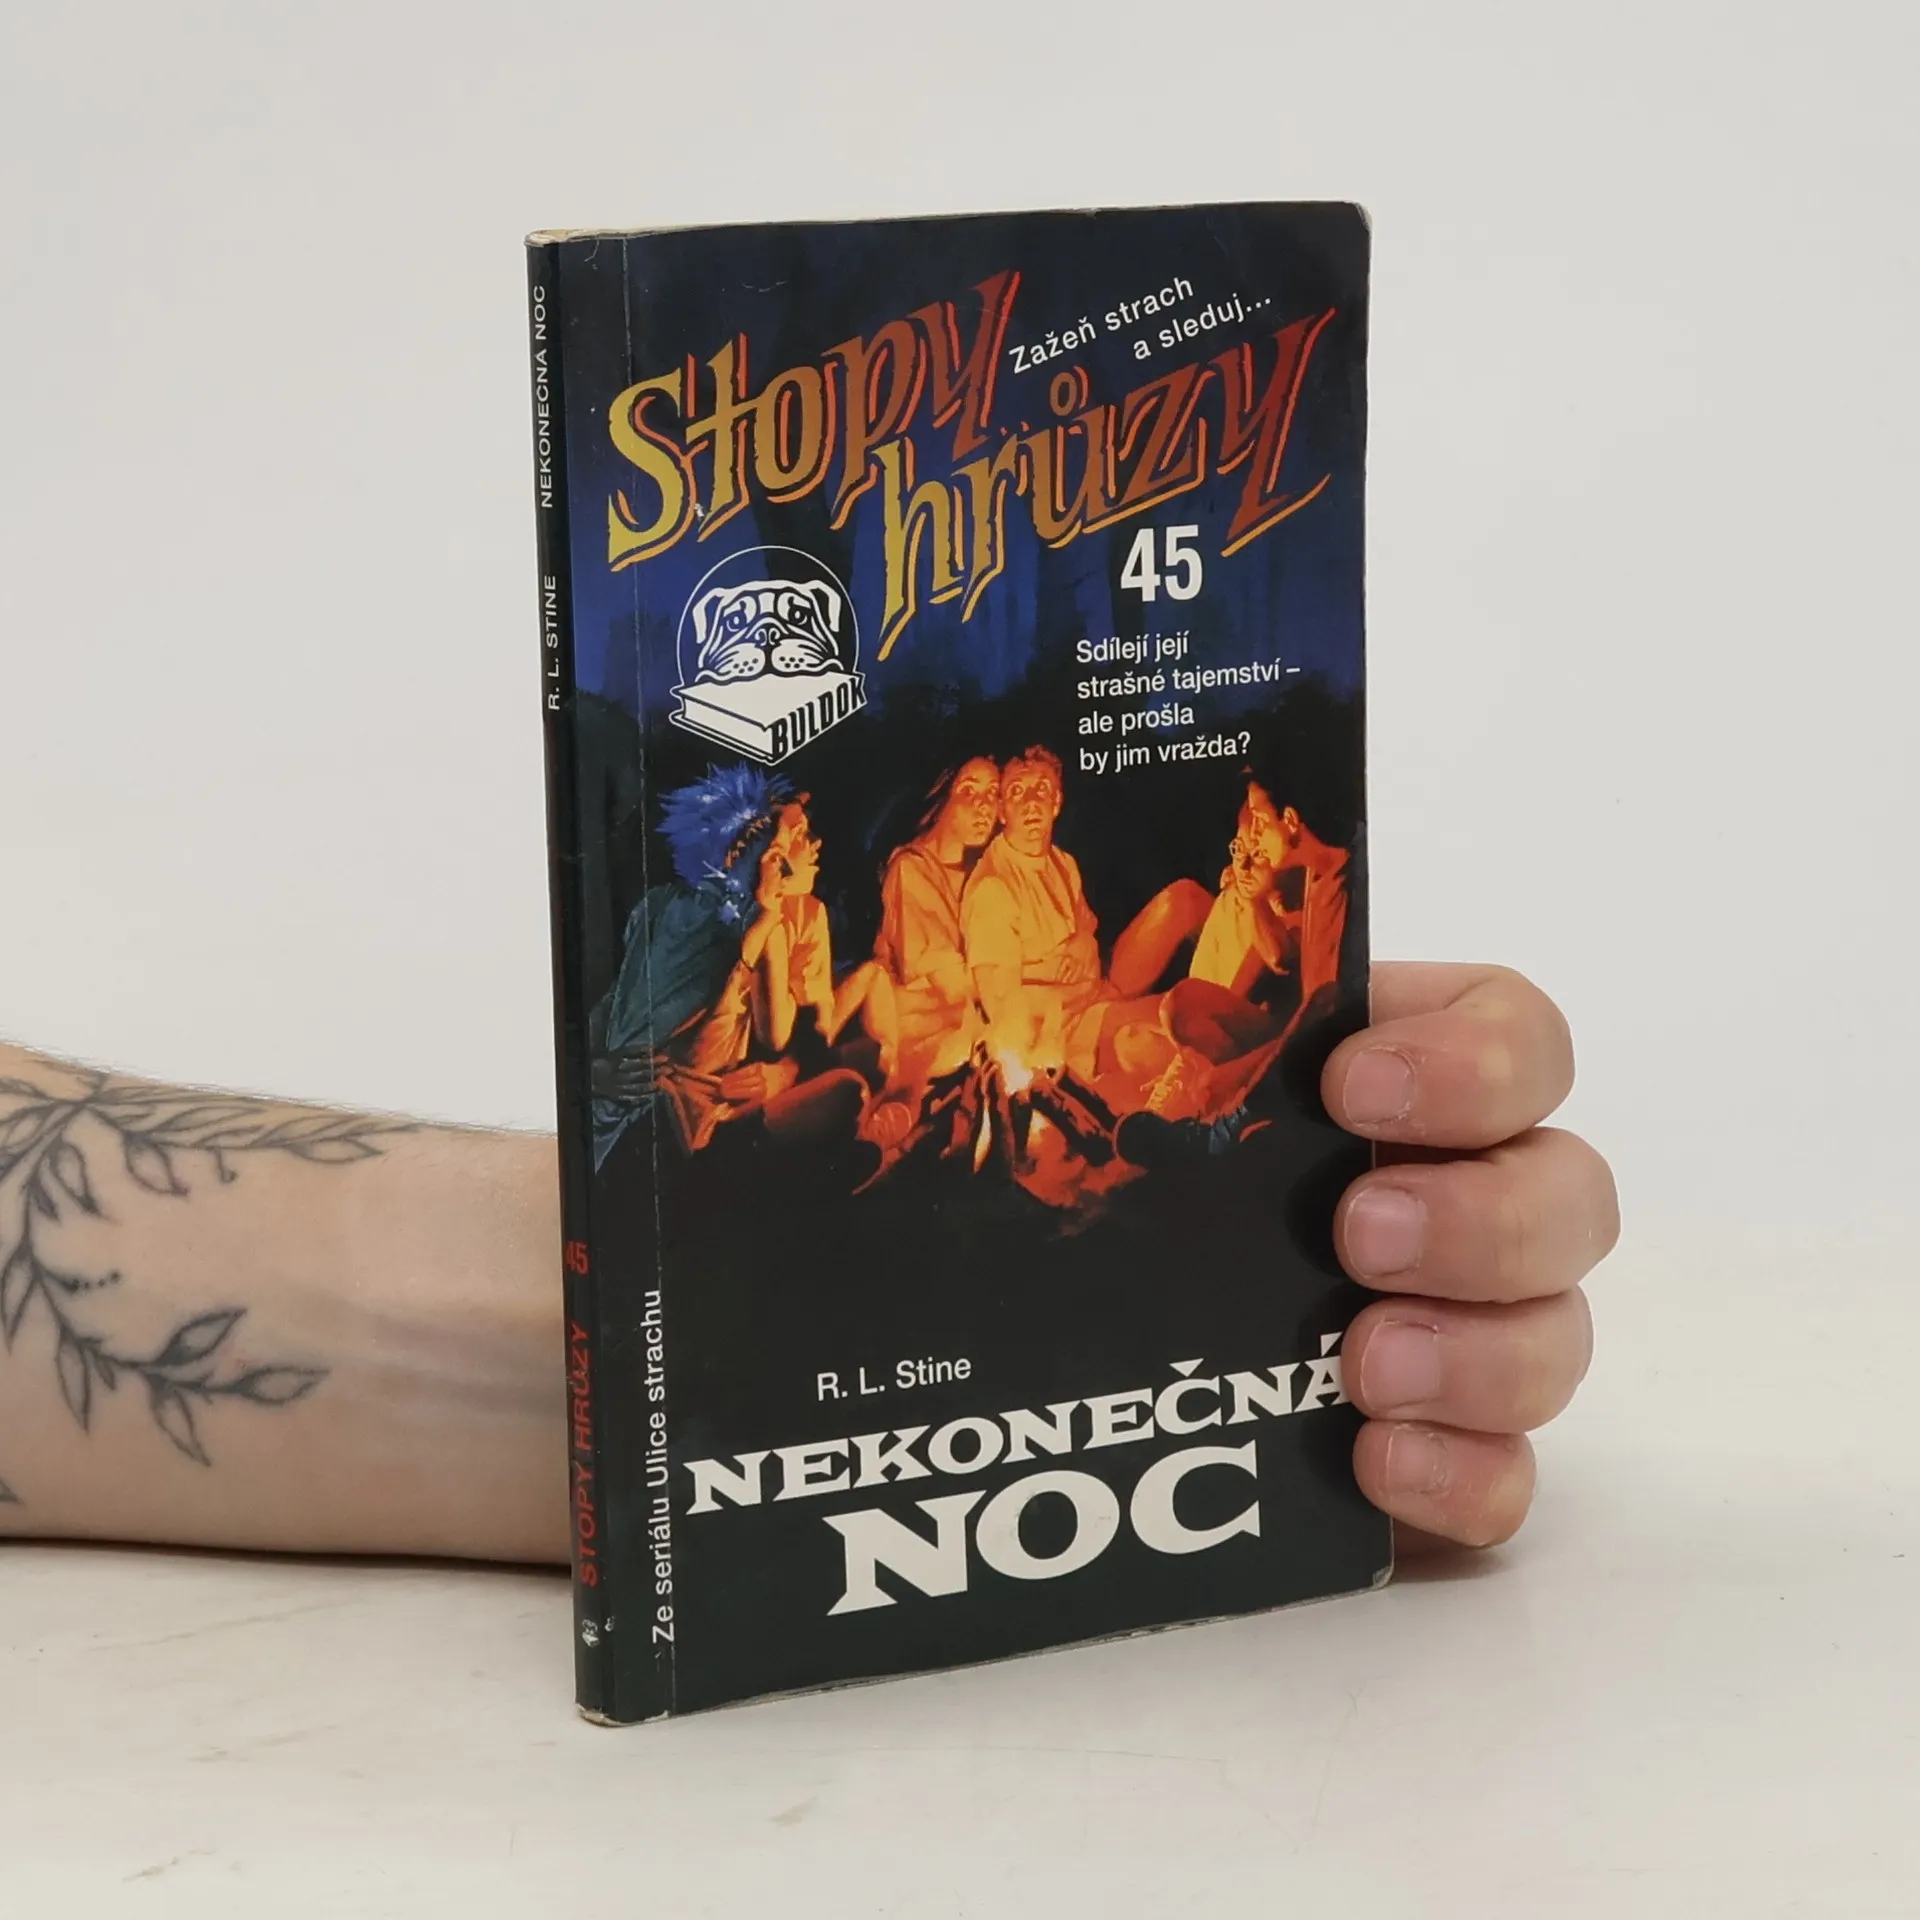 Zažeň strach
a sleduj...
Stopy
hrůzy
45
BULDOK
Sdílejí její
strašné tajemství –
ale prošla
by jim vražda?
R. L. Stine
NEKONEČNÁ
NOC
Ze seriálu Ulice strachu
R. L. STINE NEKONEČNÁ NOC
STOPY HRŮZY 45